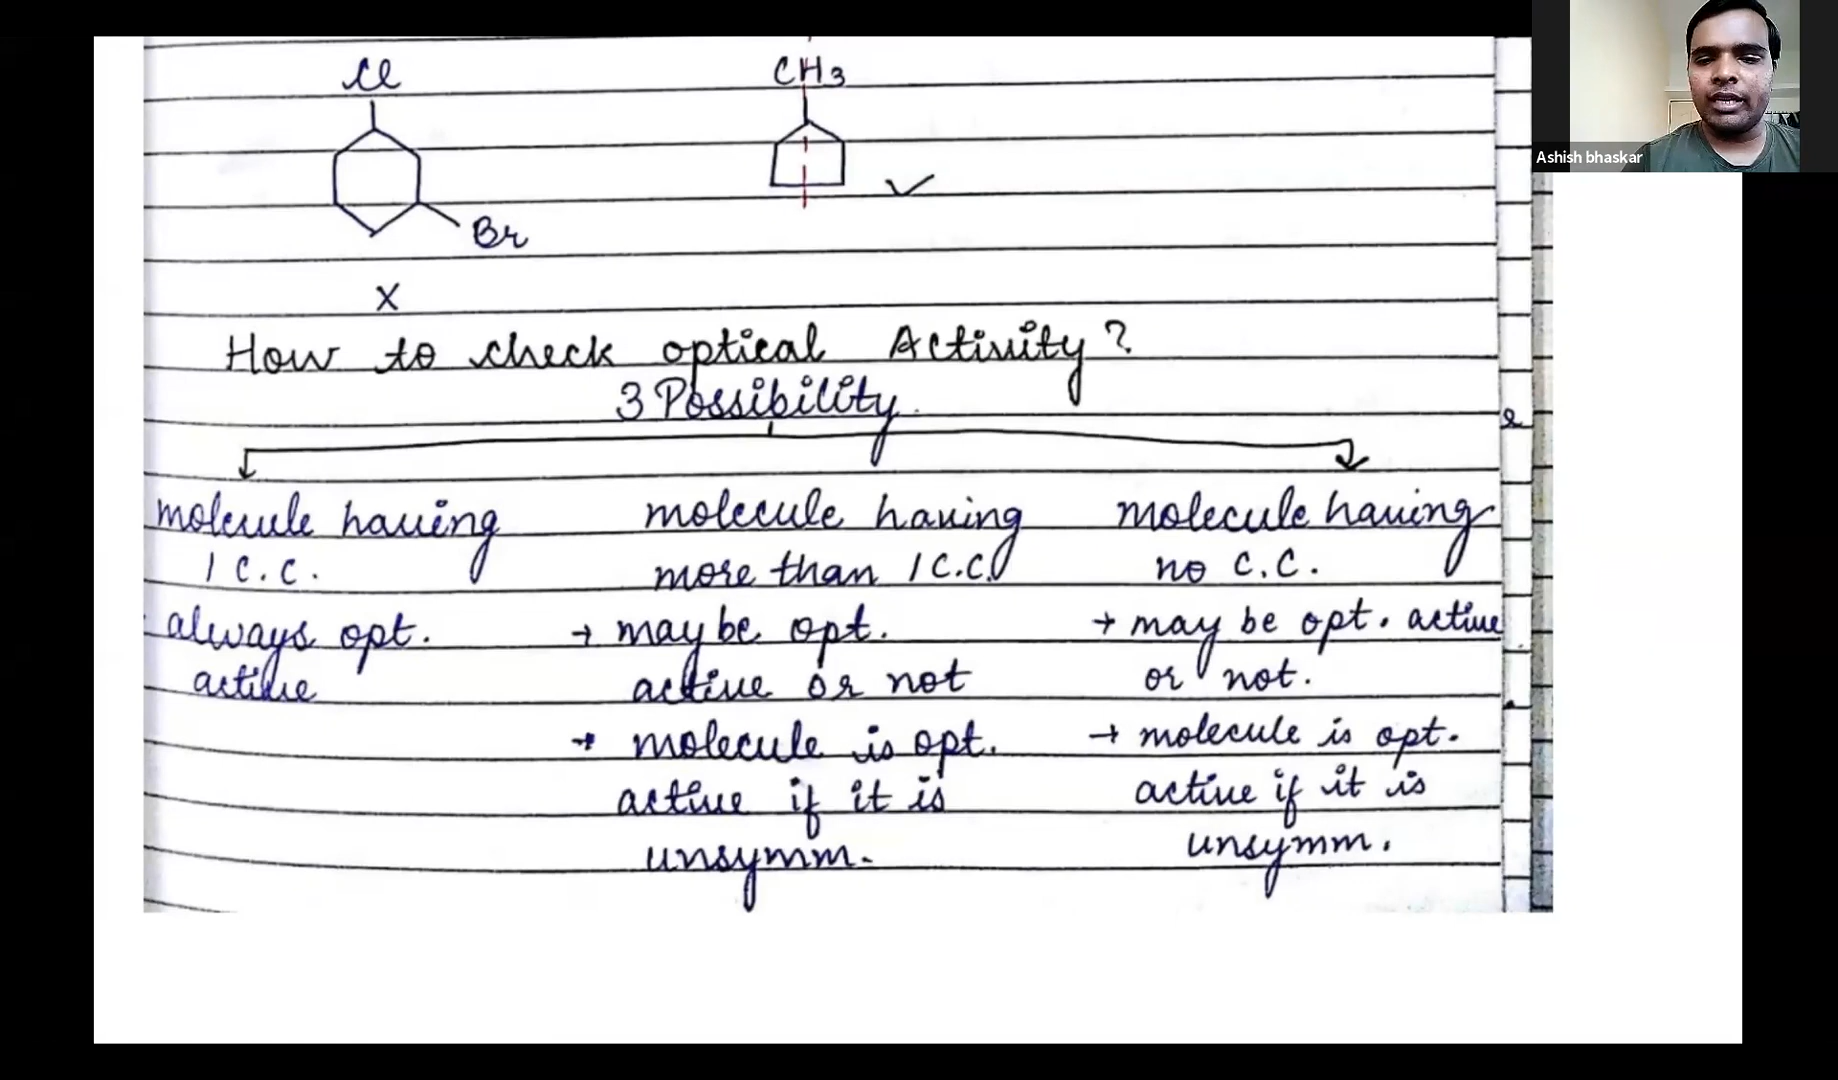 Cl
CH3
Br
X
How to check optical Activity?
3 Possibility
molecule having
1 C.C.
always opt.
active
molecule having
more than 1 C.C.
→ may be opt.
active or not
→ molecule is opt.
active if it is
unsymm.
molecule having
no C.C.
→ may be opt. active
or not.
→ molecule is opt.
active if it is
unsymm.
Ashish bhaskar